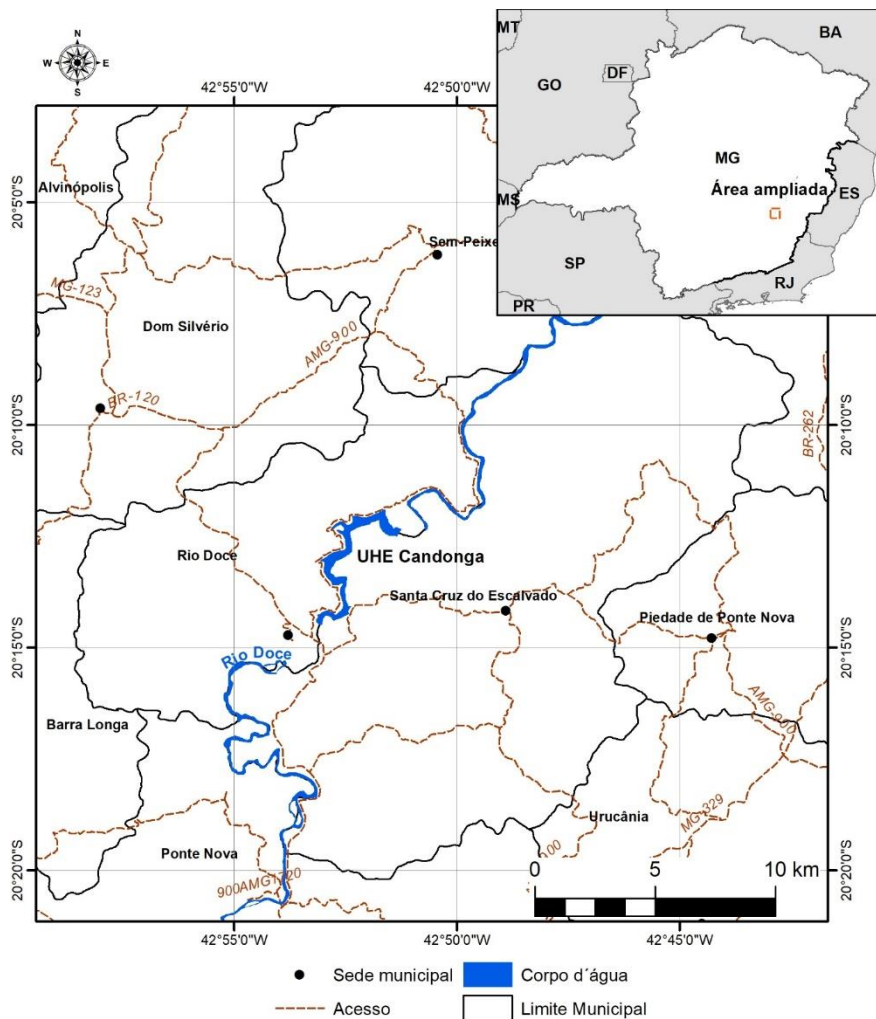 N
W E
S
42°55'0"W
42°50'0"W
MT
BA
GO
DF
MG
Área ampliada
ES
MS
SP
RJ
PR
20°5'0"S
Alvinópolis
Sem-Peixe
MG-123
Dom Silvério
AMG-900
BR-120
20°10'0"S
20°10'0"S
BR-262
Rio Doce
UHE Candonga
Santa Cruz do Escalvado
Piedade de Ponte Nova
20°15'0"S
20°15'0"S
Rio Doce
Barra Longa
AMG-900
Urucânia
MG-329
Ponte Nova
900AMG1720
20°20'0"S
20°20'0"S
0 5 10 km
42°55'0"W
42°50'0"W
42°45'0"W
Sede municipal
Corpo d´água
Acesso
Limite Municipal